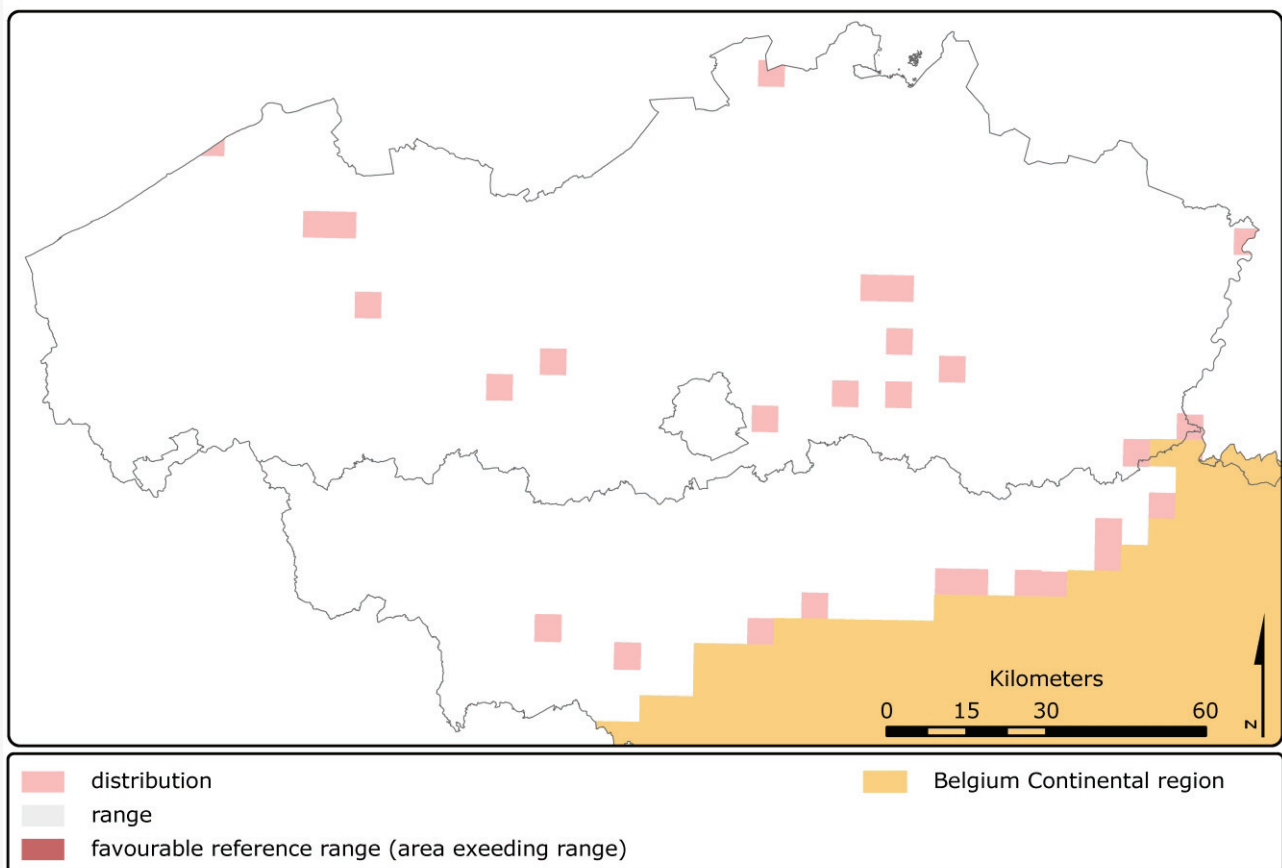 Kilometers
0 15 30 60
N
distribution
range
favourable reference range (area exeeding range)
Belgium Continental region